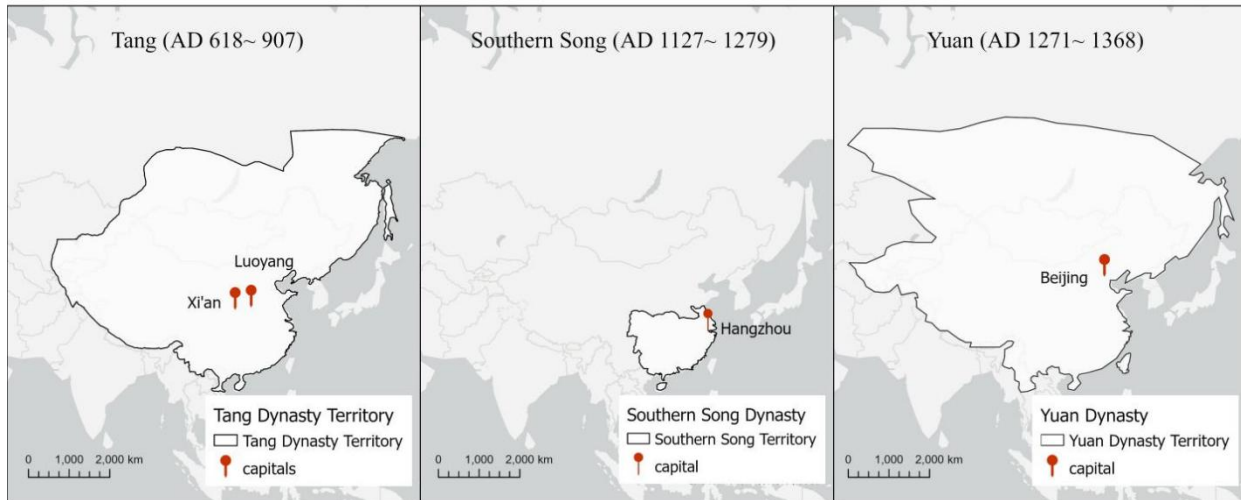 Tang (AD 618~ 907)
Luoyang
Xi'an
Tang Dynasty Territory
Tang Dynasty Territory
capitals
0 1,000 2,000 km
Southern Song (AD 1127~ 1279)
Hangzhou
Southern Song Dynasty
Southern Song Territory
capital
0 1,000 2,000 km
Yuan (AD 1271~ 1368)
Beijing
Yuan Dynasty
Yuan Dynasty Territory
capital
0 1,000 2,000 km